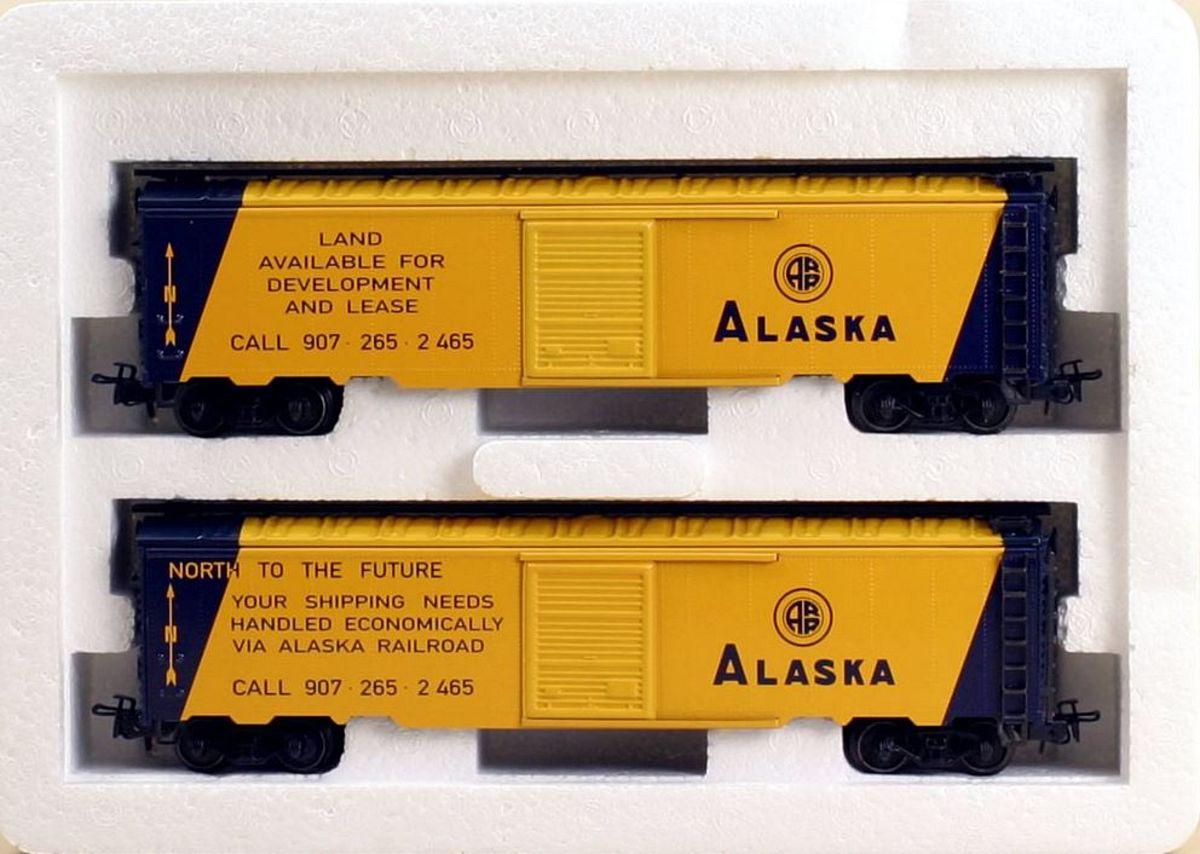 LAND
AVAILABLE FOR
DEVELOPMENT
AND LEASE
CALL 907 · 265 · 2 465
N
ARR
ALASKA
NORTH TO THE FUTURE
YOUR SHIPPING NEEDS
HANDLED ECONOMICALLY
VIA ALASKA RAILROAD
CALL 907 · 265 · 2 465
N
ARR
ALASKA